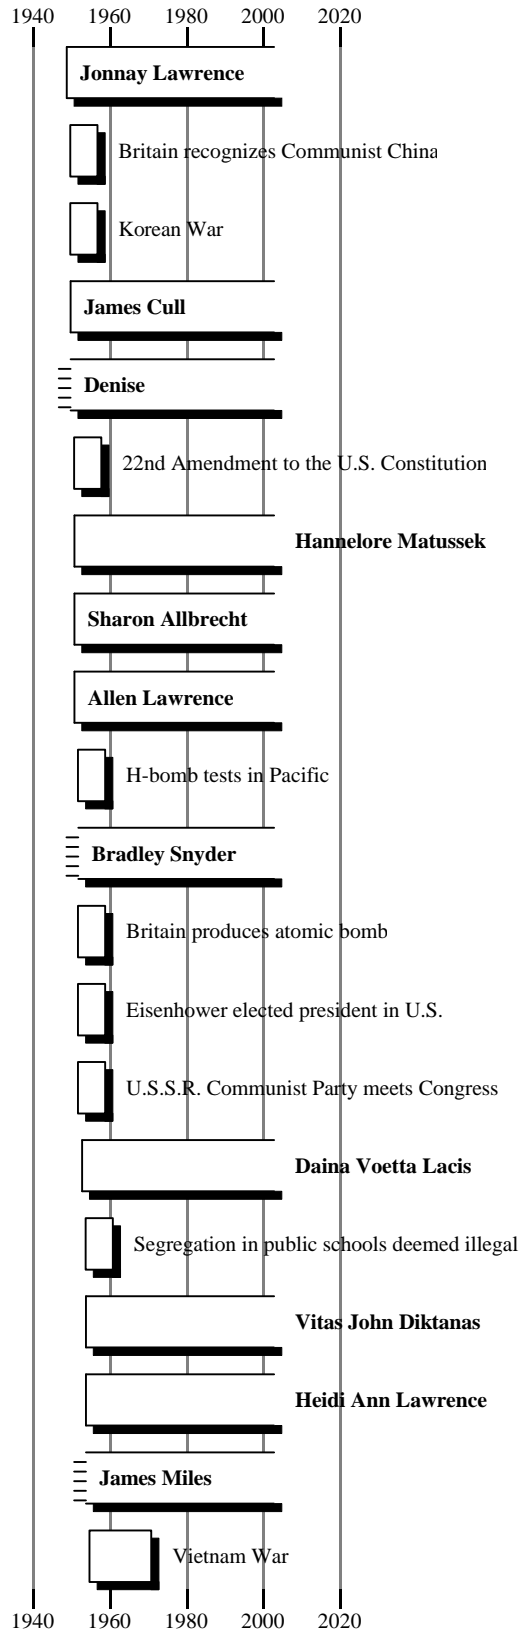 1940 1960 1980 2000 2020
Jonnay Lawrence
Britain recognizes Communist China
Korean War
James Cull
Denise
22nd Amendment to the U.S. Constitution
Hannelore Matussek
Sharon Allbrecht
Allen Lawrence
H-bomb tests in Pacific
Bradley Snyder
Britain produces atomic bomb
Eisenhower elected president in U.S.
U.S.S.R. Communist Party meets Congress
Daina Voetta Lacis
Segregation in public schools deemed illegal
Vitas John Diktanas
Heidi Ann Lawrence
James Miles
Vietnam War
1940 1960 1980 2000 2020